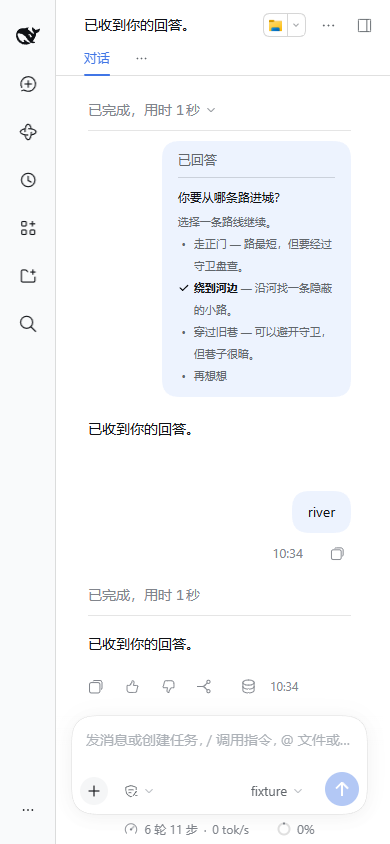 已收到你的回答。
对话
已完成，用时 1 秒
已回答
你要从哪条路进城？
选择一条路线继续。
• 走正门 — 路最短，但要经过
守卫盘查。
绕到河边 — 沿河找一条隐蔽
的小路。
• 穿过旧巷 — 可以避开守卫，
但巷子很暗。
• 再想想
已收到你的回答。
river
10:34
已完成，用时 1 秒
已收到你的回答。
10:34
发消息或创建任务, / 调用指令, @ 文件或...
fixture
6 轮 11 步 · 0 tok/s
0%